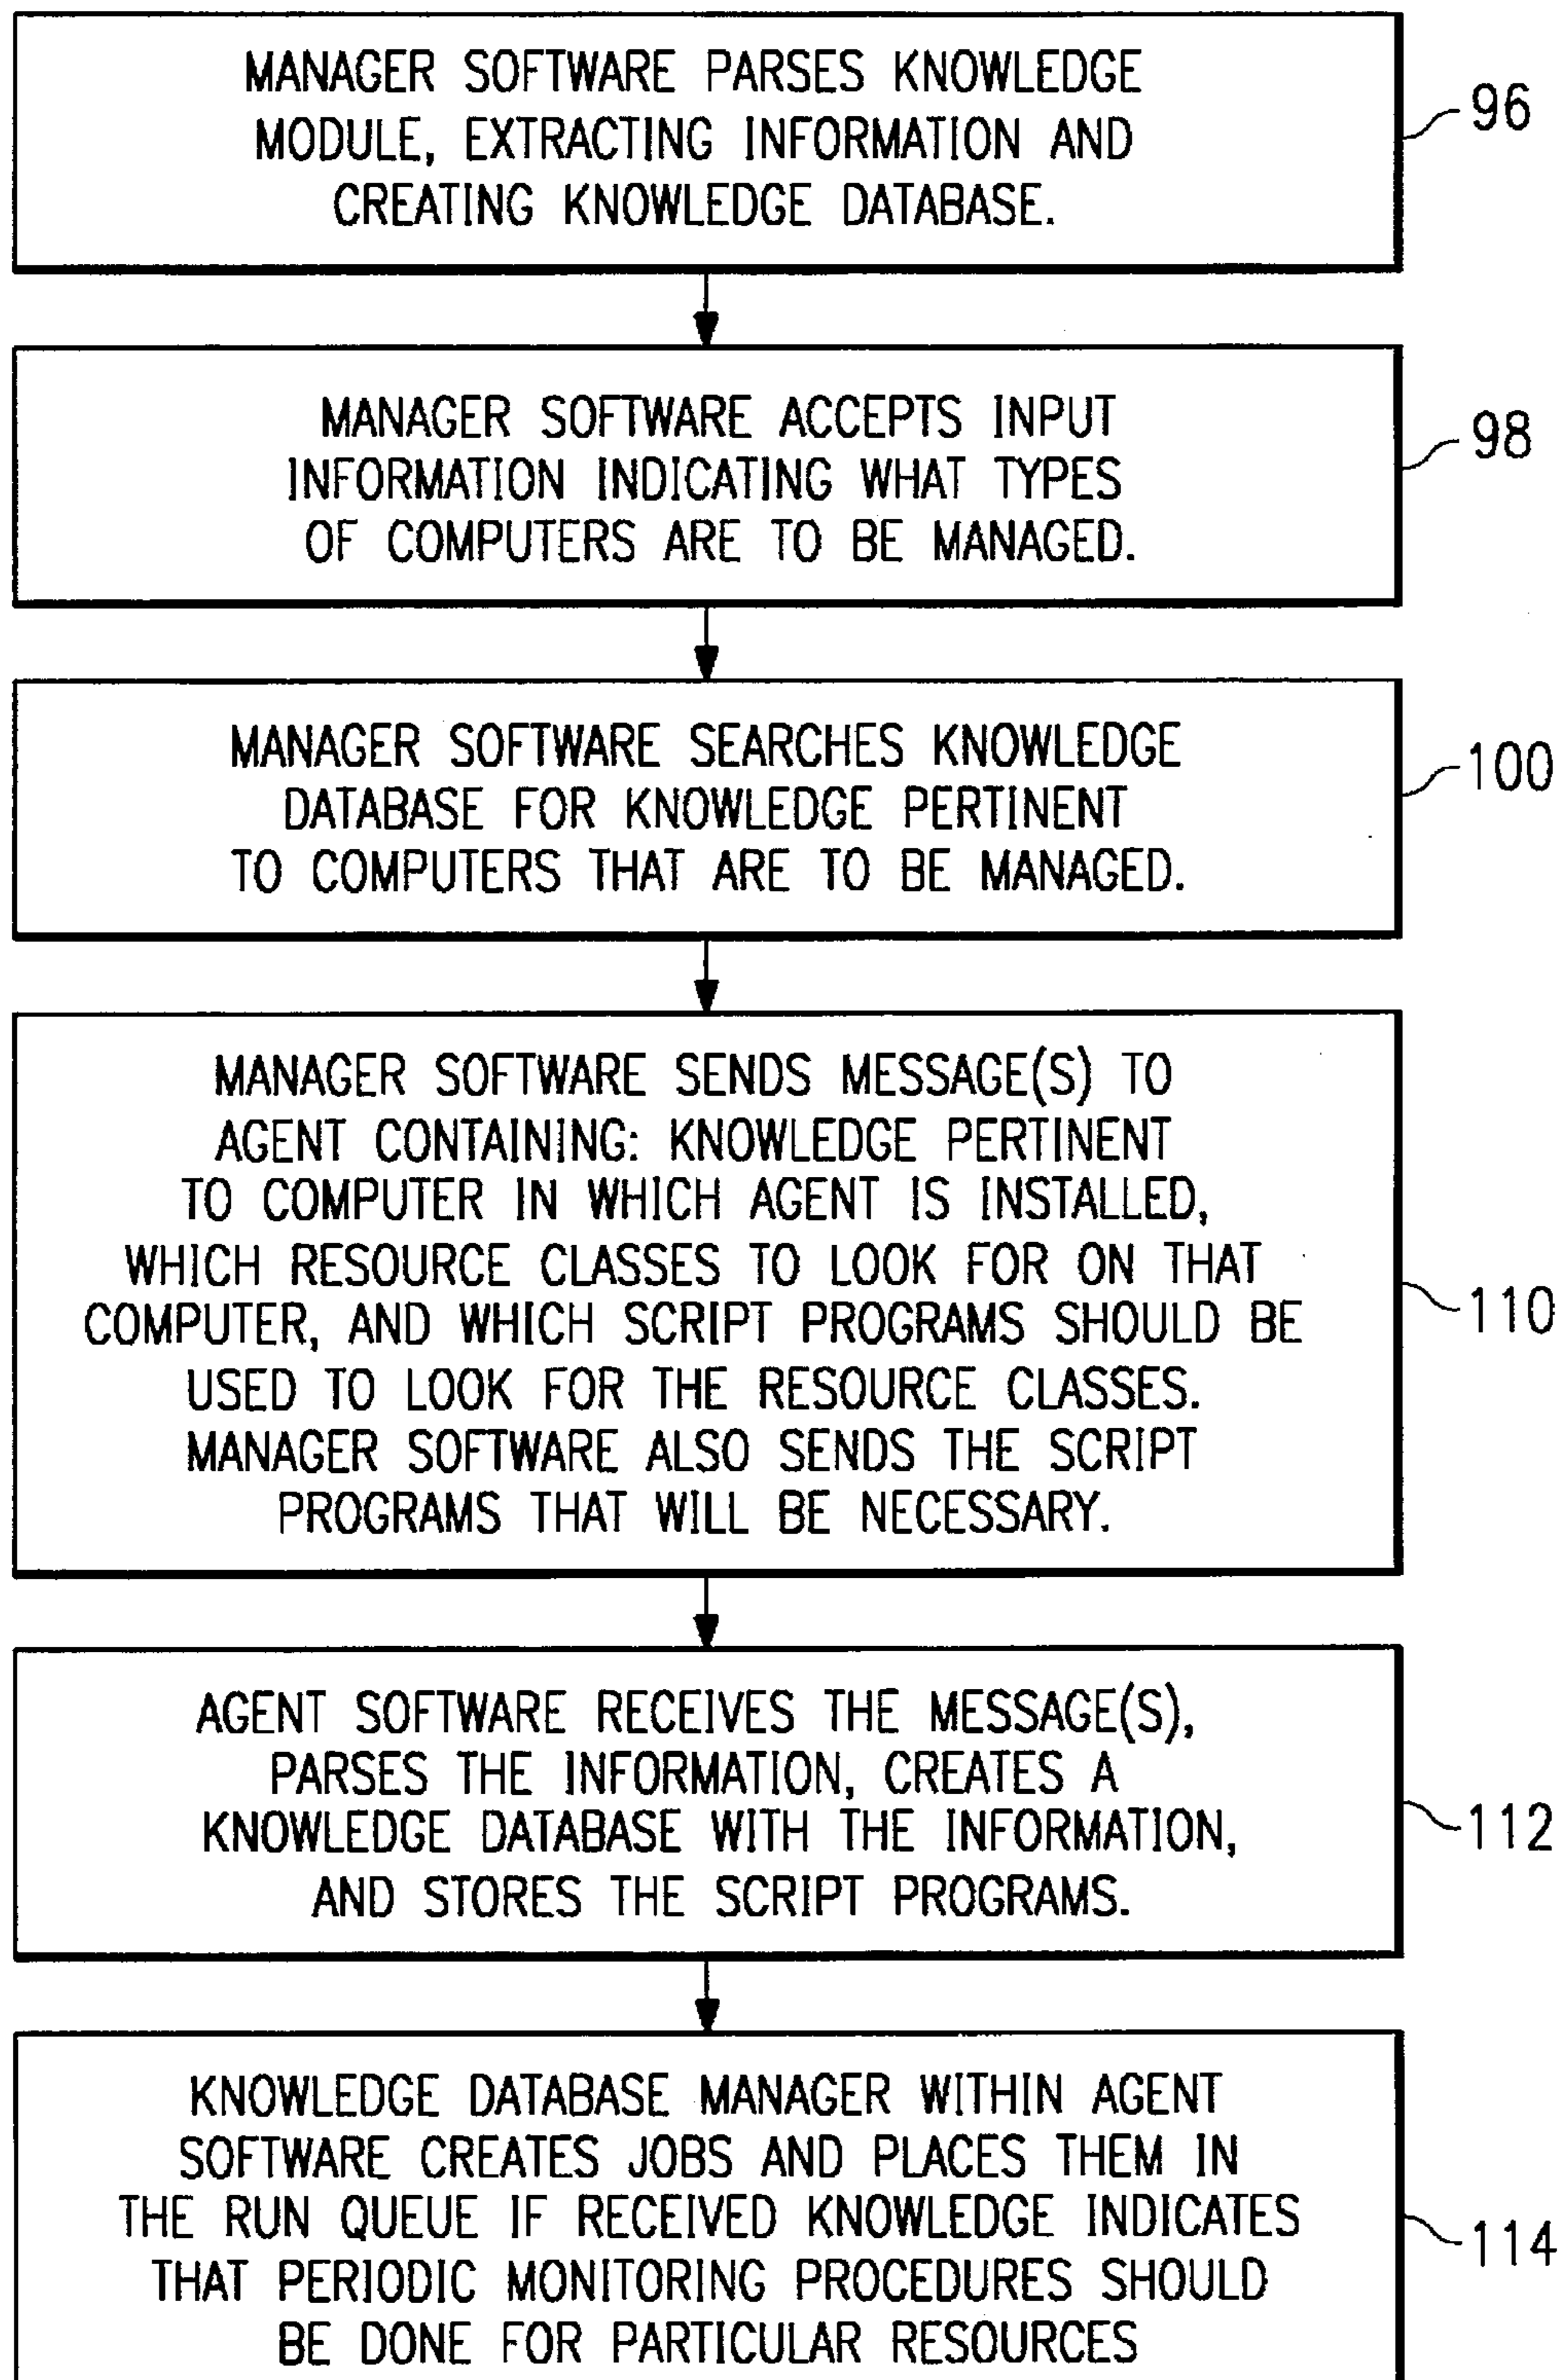 MANAGER SOFTWARE PARSES KNOWLEDGE
MODULE, EXTRACTING INFORMATION AND
CREATING KNOWLEDGE DATABASE.
96
MANAGER SOFTWARE ACCEPTS INPUT
INFORMATION INDICATING WHAT TYPES
OF COMPUTERS ARE TO BE MANAGED.
98
MANAGER SOFTWARE SEARCHES KNOWLEDGE
DATABASE FOR KNOWLEDGE PERTINENT
TO COMPUTERS THAT ARE TO BE MANAGED.
100
MANAGER SOFTWARE SENDS MESSAGE(S) TO
AGENT CONTAINING: KNOWLEDGE PERTINENT
TO COMPUTER IN WHICH AGENT IS INSTALLED,
WHICH RESOURCE CLASSES TO LOOK FOR ON THAT
COMPUTER, AND WHICH SCRIPT PROGRAMS SHOULD BE
USED TO LOOK FOR THE RESOURCE CLASSES.
MANAGER SOFTWARE ALSO SENDS THE SCRIPT
PROGRAMS THAT WILL BE NECESSARY.
110
AGENT SOFTWARE RECEIVES THE MESSAGE(S),
PARSES THE INFORMATION, CREATES A
KNOWLEDGE DATABASE WITH THE INFORMATION,
AND STORES THE SCRIPT PROGRAMS.
112
KNOWLEDGE DATABASE MANAGER WITHIN AGENT
SOFTWARE CREATES JOBS AND PLACES THEM IN
THE RUN QUEUE IF RECEIVED KNOWLEDGE INDICATES
THAT PERIODIC MONITORING PROCEDURES SHOULD
BE DONE FOR PARTICULAR RESOURCES
114